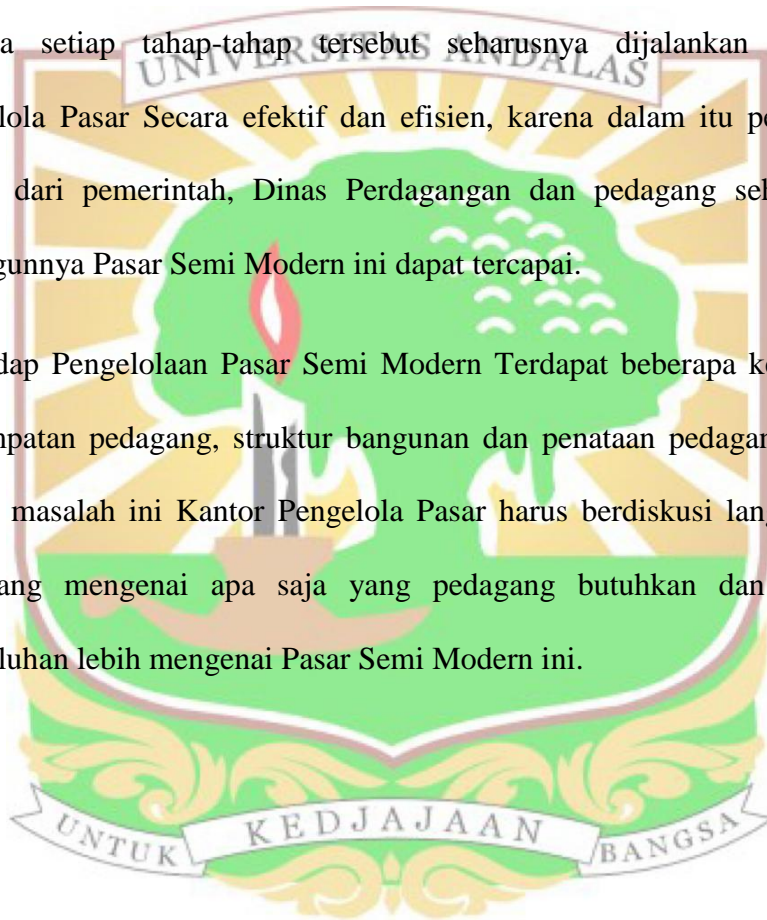 a setiap tahap-tahap tersebut seharusnya dijalankan
UNIVERSITAS ANDALAS
lola Pasar Secara efektif dan efisien, karena dalam itu pe
dari pemerintah, Dinas Perdagangan dan pedagang seh
gunnya Pasar Semi Modern ini dapat tercapai.
dap Pengelolaan Pasar Semi Modern Terdapat beberapa ke
mpatan pedagang, struktur bangunan dan penataan pedagan
masalah ini Kantor Pengelola Pasar harus berdiskusi lang
ang mengenai apa saja yang pedagang butuhkan dan
luhan lebih mengenai Pasar Semi Modern ini.
UNTUK KEDJAJAAN BANGSA